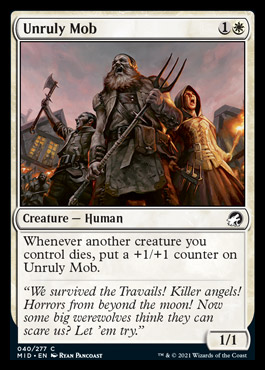 Unruly Mob 1
Creature — Human
Whenever another creature you
control dies, put a +1/+1 counter on
Unruly Mob.
“We survived the Travails! Killer angels!
Horrors from beyond the moon! Now
some big werewolves think they can
scare us? Let ’em try.”
1/1
040/277 C
MID • EN RYAN PANCOAST
™ & © 2021 Wizards of the Coast